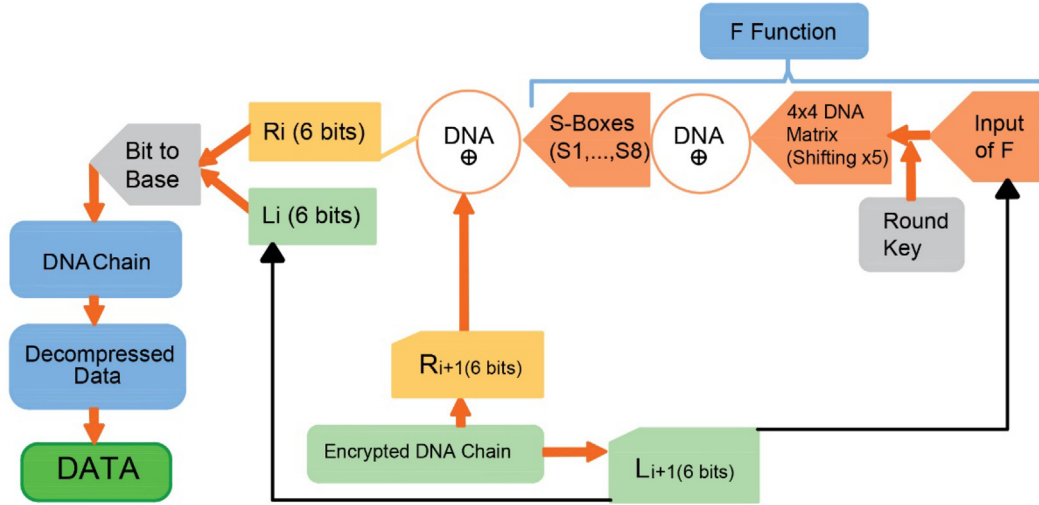 F Function
Ri (6 bits)
DNA
⊕
S-Boxes
(S1,...,S8)
DNA
⊕
4x4 DNA
Matrix
(Shifting x5)
Input
of F
Bit to
Base
Li (6 bits)
Round
Key
DNA Chain
Decompressed
Data
DATA
Ri+1(6 bits)
Encrypted DNA Chain
Li+1(6 bits)